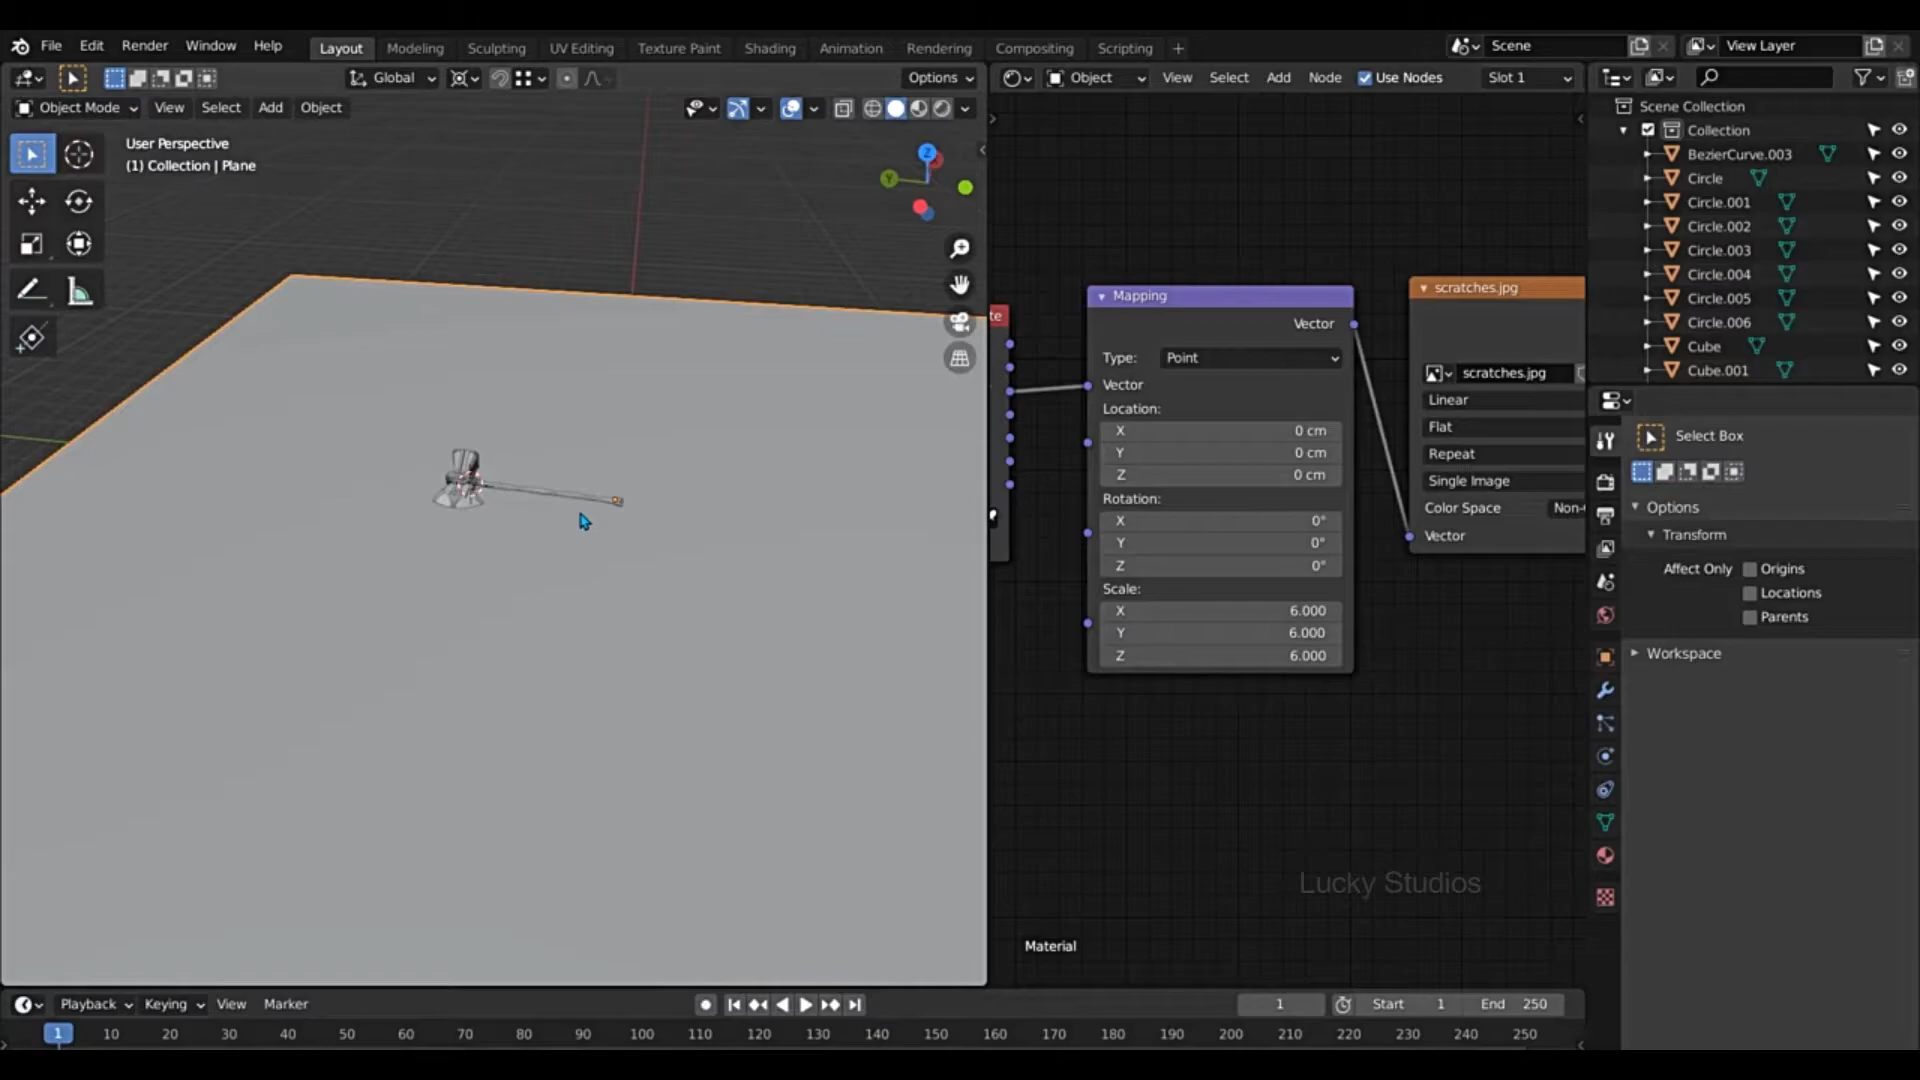 File Edit Render Window Help Layout Modeling Sculpting UV Editing Texture Paint Shading Animation Rendering Compositing Scripting + Scene View Layer
Global Options Object View Select Add Node Use Nodes Slot 1
Object Mode View Select Add Object
User Perspective
(1) Collection | Plane
Z
Y
te
Mapping
Vector
Type: Point
Vector
Location:
X 0 cm
Y 0 cm
Z 0 cm
Rotation:
X 0°
Y 0°
Z 0°
Scale:
X 6.000
Y 6.000
Z 6.000
scratches.jpg
scratches.jpg
Linear
Flat
Repeat
Single Image
Color Space Non-
Vector
Lucky Studios
Material
Scene Collection
Collection
BezierCurve.003
Circle
Circle.001
Circle.002
Circle.003
Circle.004
Circle.005
Circle.006
Cube
Cube.001
Select Box
Options
Transform
Affect Only Origins
Locations
Parents
Workspace
Playback Keying View Marker 1 Start 1 End 250
1 10 20 30 40 50 60 70 80 90 100 110 120 130 140 150 160 170 180 190 200 210 220 230 240 250